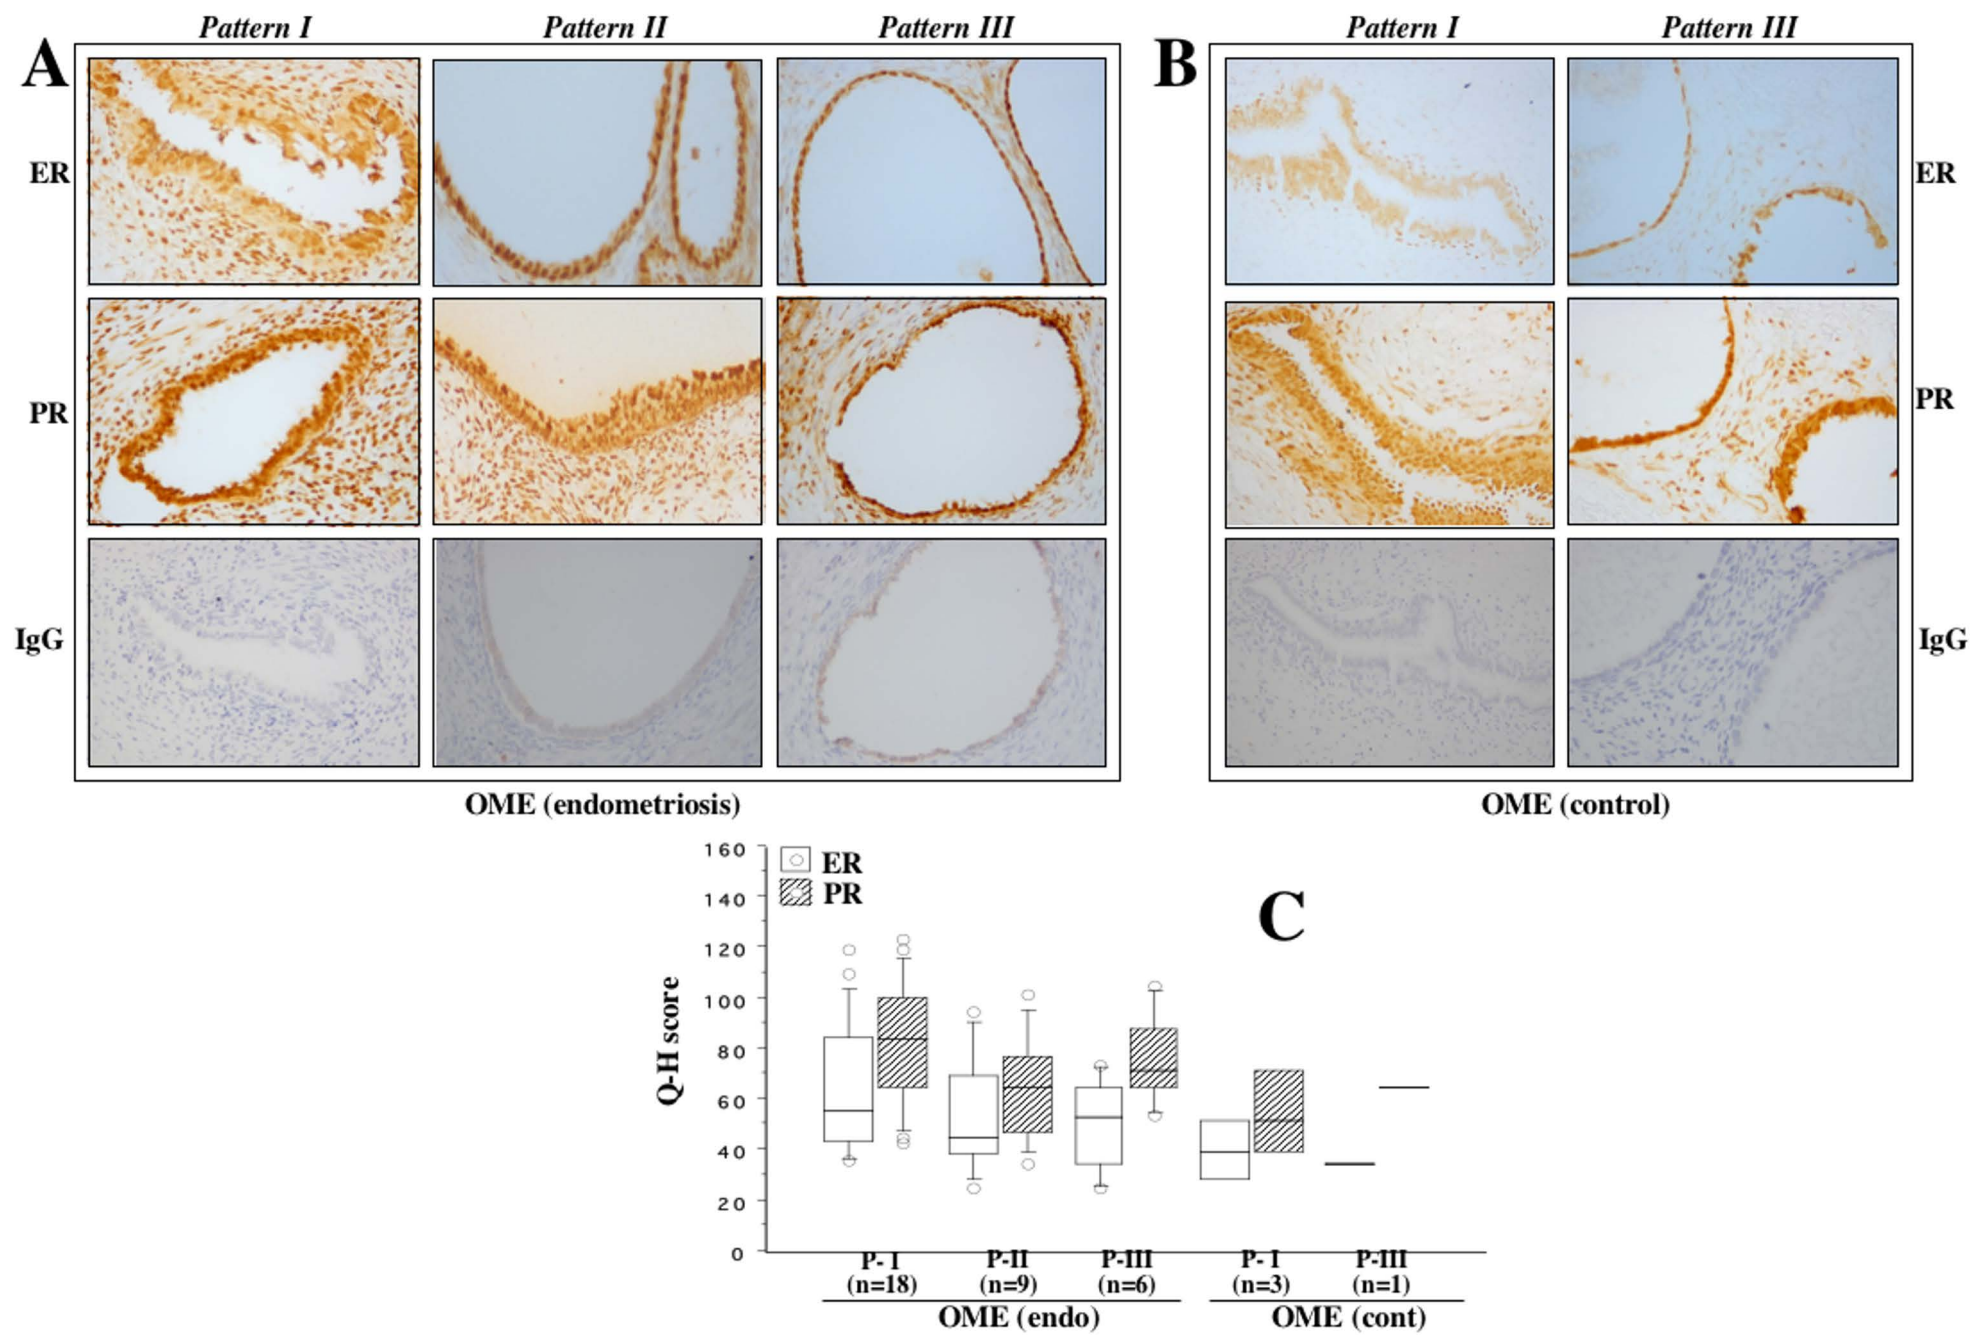 Pattern I Pattern II Pattern III
A
ER
PR
IgG
OME (endometriosis)
Pattern I Pattern III
B
ER
PR
IgG
OME (control)
C
ER
PR
Q-H score
160
140
120
100
80
60
40
20
0
P- I P-II P-III P- I P-III
(n=18) (n=9) (n=6) (n=3) (n=1)
OME (endo) OME (cont)